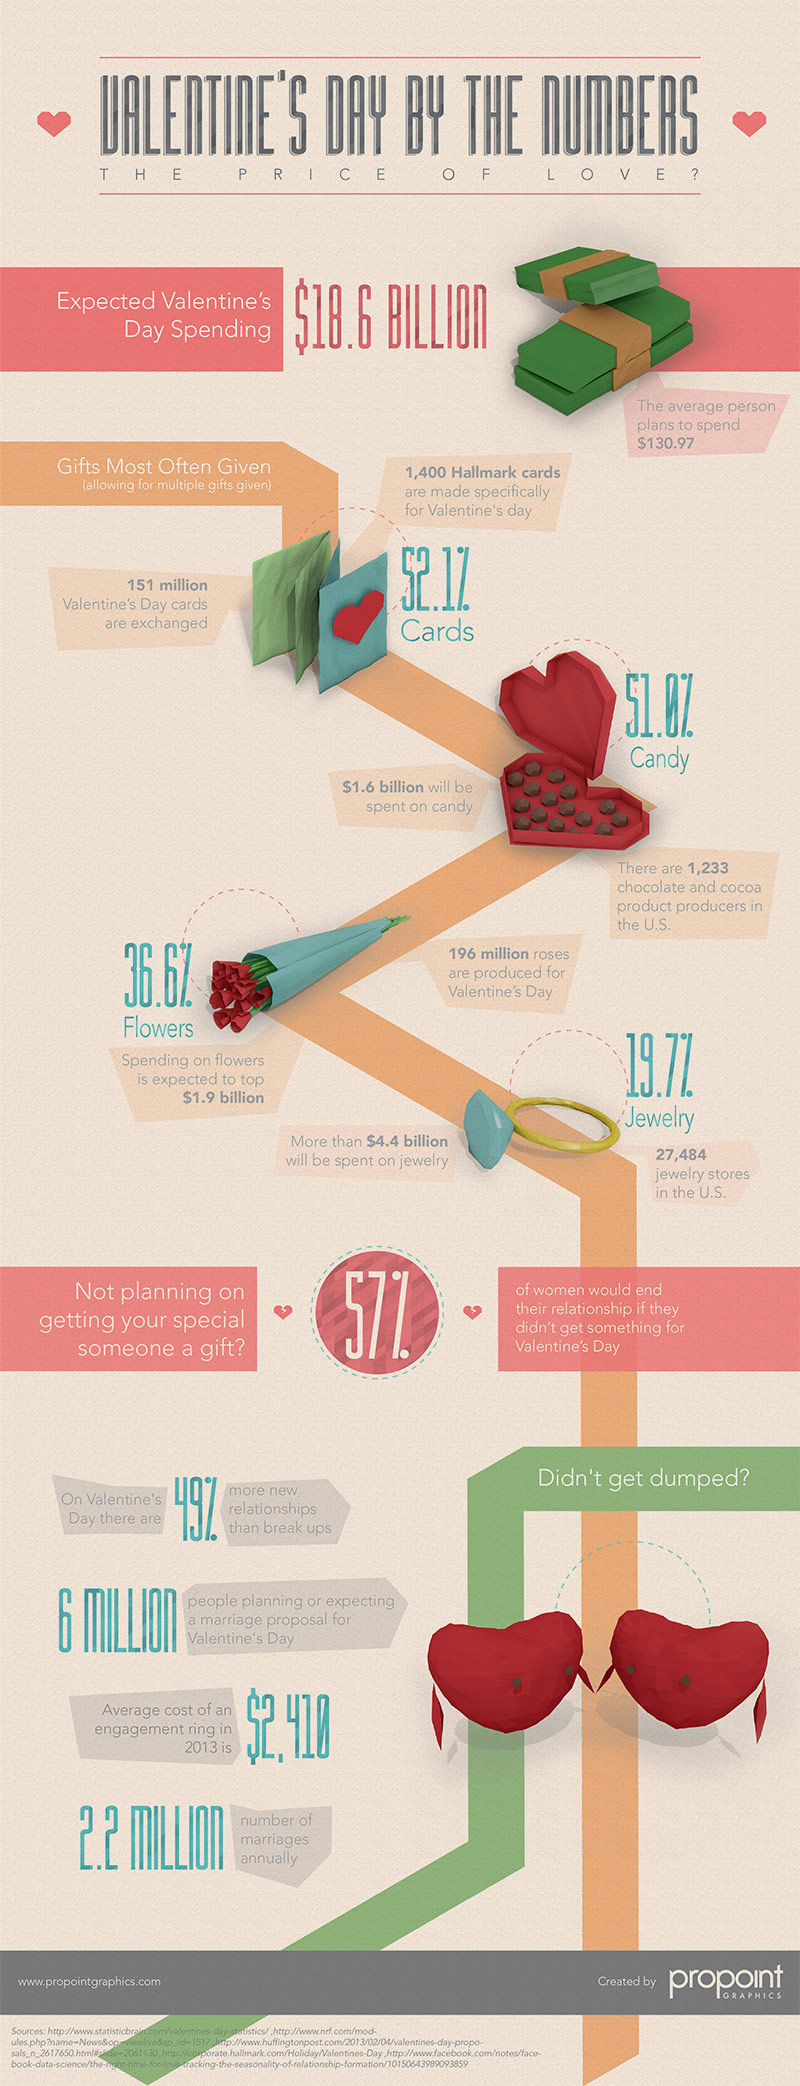 VALENTINE'S DAY BY THE NUMBERS
THE PRICE OF LOVE?
Expected Valentine's
Day Spending
$18.6 BILLION
The average person
plans to spend
$130.97
Gifts Most Often Given
(allowing for multiple gifts given)
1,400 Hallmark cards
are made specifically
for Valentine's day
151 million
Valentine's Day cards
are exchanged
52.1%
Cards
51.0%
Candy
$1.6 billion will be
spent on candy
There are 1,233
chocolate and cocoa
product producers in
the U.S.
36.6%
Flowers
196 million roses
are produced for
Valentine's Day
Spending on flowers
is expected to top
$1.9 billion
19.7%
Jewelry
More than $4.4 billion
will be spent on jewelry
27,484
jewelry stores
in the U.S.
Not planning on
getting your special
someone a gift?
57%
of women would end
their relationship if they
didn't get something for
Valentine's Day
Didn't get dumped?
On Valentine's
Day there are
49%
more new
relationships
than break ups
6 MILLION
people planning or expecting
a marriage proposal for
Valentine's Day
Average cost of an
engagement ring in
2013 is
$2,410
2.2 MILLION
number of
marriages
annually
www.propointgraphics.com
Created by
propoint
GRAPHICS
Sources: http://www.statisticbrain.com/valentines-day-statistics/ ,http://www.nrf.com/mod-
ules.php?name=News&op=viewlive&sp_id=1517 ,http://www.huffingtonpost.com/2013/02/04/valentines-day-propo-
sals_n_2617650.html#slide=2061130 ,http://corporate.hallmark.com/Holiday/Valentines-Day ,http://www.facebook.com/notes/face-
book-data-science/the-right-time-for-love-tracking-the-seasonality-of-relationship-formation/10150643989093859